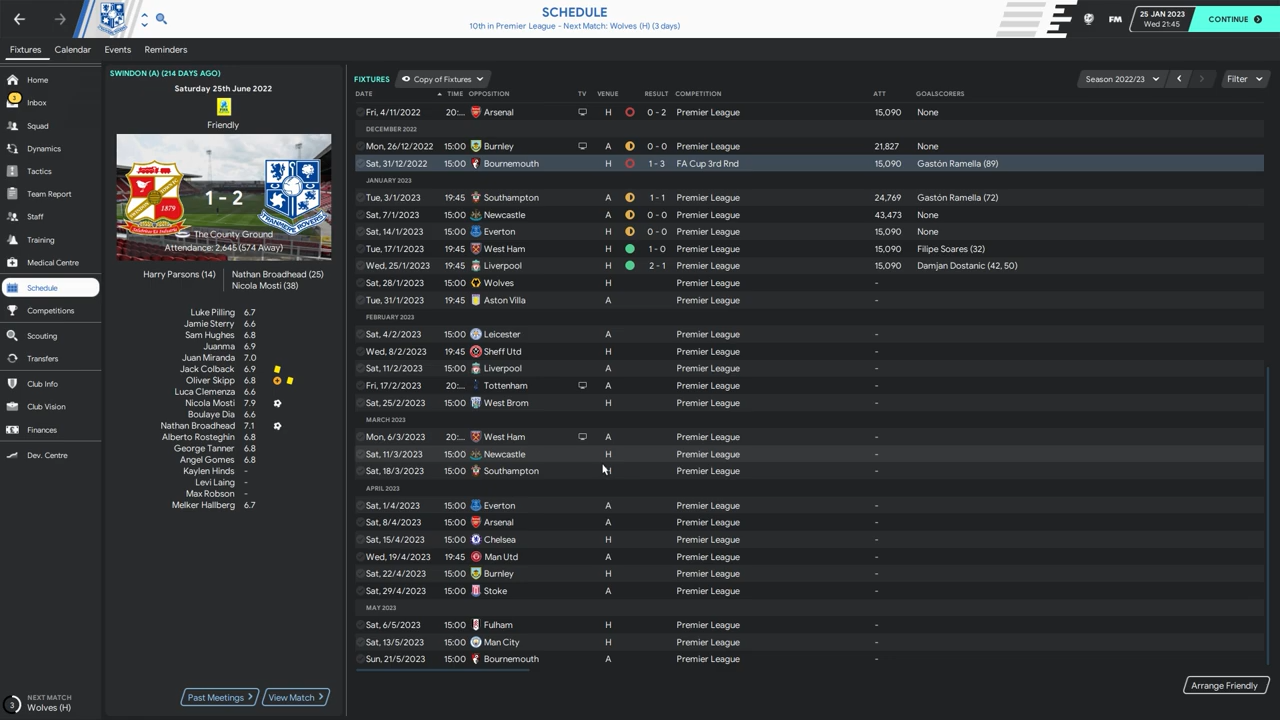 SCHEDULE
10th in Premier League - Next Match: Wolves (H) (3 days)
FM
25 JAN 2023
Wed 21:45
CONTINUE
Fixtures Calendar Events Reminders
Home
Inbox
Squad
Dynamics
Tactics
Team Report
Staff
Training
Medical Centre
Schedule
Competitions
Scouting
Transfers
Club Info
Club Vision
Finances
Dev. Centre
3
NEXT MATCH
Wolves (H)
SWINDON (A) (214 DAYS AGO)
Saturday 25th June 2022
Friendly
1879
1 - 2
The County Ground
Attendance: 2,645 (574 Away)
Harry Parsons (14) Nathan Broadhead (25)
Nicola Mosti (38)
Luke Pilling 6.7
Jamie Sterry 6.6
Sam Hughes 6.8
Juanma 6.9
Juan Miranda 7.0
Jack Colback 6.9
Oliver Skipp 6.8
Luca Clemenza 6.6
Nicola Mosti 7.9
Boulaye Dia 6.6
Nathan Broadhead 7.1
Alberto Rosteghin 6.8
George Tanner 6.8
Angel Gomes 6.8
Kaylen Hinds -
Levi Laing -
Max Robson -
Melker Hallberg 6.7
Past Meetings View Match
FIXTURES Copy of Fixtures Season 2022/23 Filter
DATE TIME OPPOSITION TV VENUE RESULT COMPETITION ATT GOALSCORERS
Fri, 4/11/2022 20:... Arsenal H 0 - 2 Premier League 15,090 None
DECEMBER 2022
Mon, 26/12/2022 15:00 Burnley A 0 - 0 Premier League 21,827 None
Sat, 31/12/2022 15:00 Bournemouth H 1 - 3 FA Cup 3rd Rnd 15,090 Gastón Ramella (89)
JANUARY 2023
Tue, 3/1/2023 19:45 Southampton A 1 - 1 Premier League 24,769 Gastón Ramella (72)
Sat, 7/1/2023 15:00 Newcastle A 0 - 0 Premier League 43,473 None
Sat, 14/1/2023 15:00 Everton H 0 - 0 Premier League 15,090 None
Tue, 17/1/2023 19:45 West Ham H 1 - 0 Premier League 15,090 Filipe Soares (32)
Wed, 25/1/2023 19:45 Liverpool H 2 - 1 Premier League 15,090 Damjan Dostanic (42, 50)
Sat, 28/1/2023 15:00 Wolves H Premier League -
Tue, 31/1/2023 19:45 Aston Villa A Premier League -
FEBRUARY 2023
Sat, 4/2/2023 15:00 Leicester A Premier League -
Wed, 8/2/2023 19:45 Sheff Utd H Premier League -
Sat, 11/2/2023 15:00 Liverpool A Premier League -
Fri, 17/2/2023 20:... Tottenham A Premier League -
Sat, 25/2/2023 15:00 West Brom H Premier League -
MARCH 2023
Mon, 6/3/2023 20:... West Ham A Premier League -
Sat, 11/3/2023 15:00 Newcastle H Premier League -
Sat, 18/3/2023 15:00 Southampton H Premier League -
APRIL 2023
Sat, 1/4/2023 15:00 Everton A Premier League -
Sat, 8/4/2023 15:00 Arsenal A Premier League -
Sat, 15/4/2023 15:00 Chelsea H Premier League -
Wed, 19/4/2023 19:45 Man Utd A Premier League -
Sat, 22/4/2023 15:00 Burnley H Premier League -
Sat, 29/4/2023 15:00 Stoke A Premier League -
MAY 2023
Sat, 6/5/2023 15:00 Fulham H Premier League -
Sat, 13/5/2023 15:00 Man City H Premier League -
Sun, 21/5/2023 15:00 Bournemouth A Premier League -
Arrange Friendly